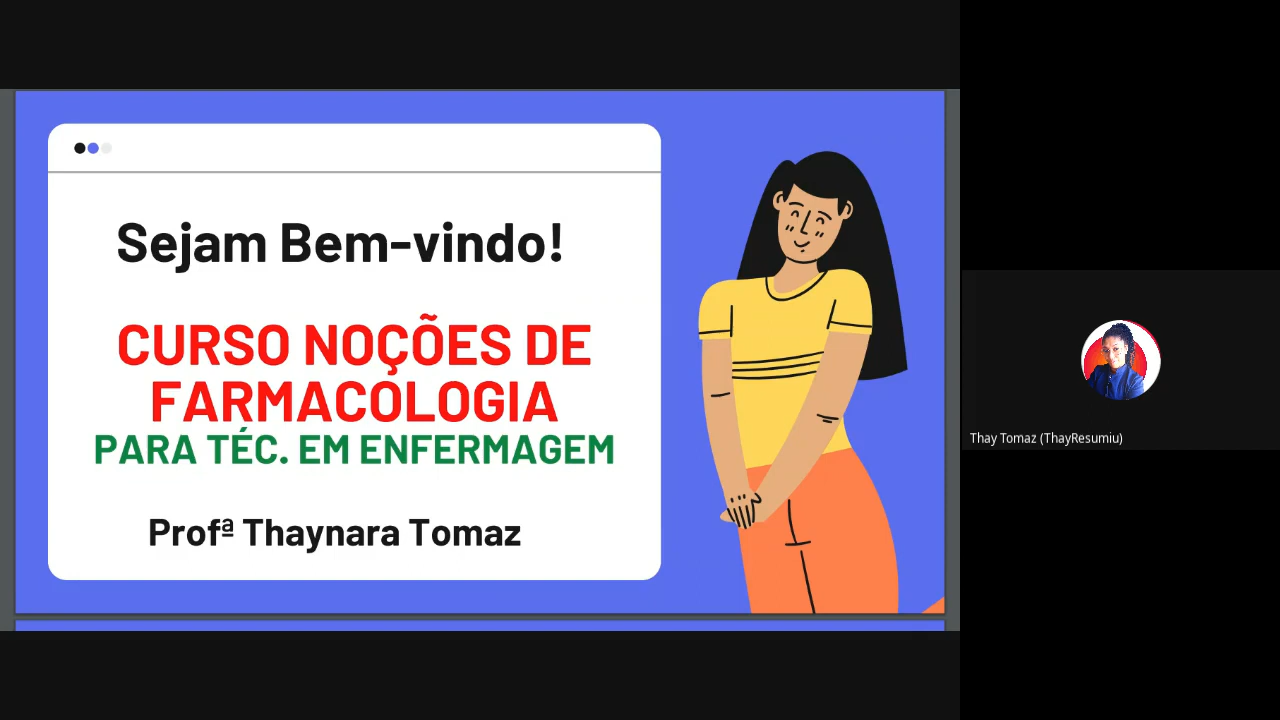 Sejam Bem-vindo!
CURSO NOÇÕES DE
FARMACOLOGIA
PARA TÉC. EM ENFERMAGEM
Profª Thaynara Tomaz
Thay Tomaz (ThayResumiu)